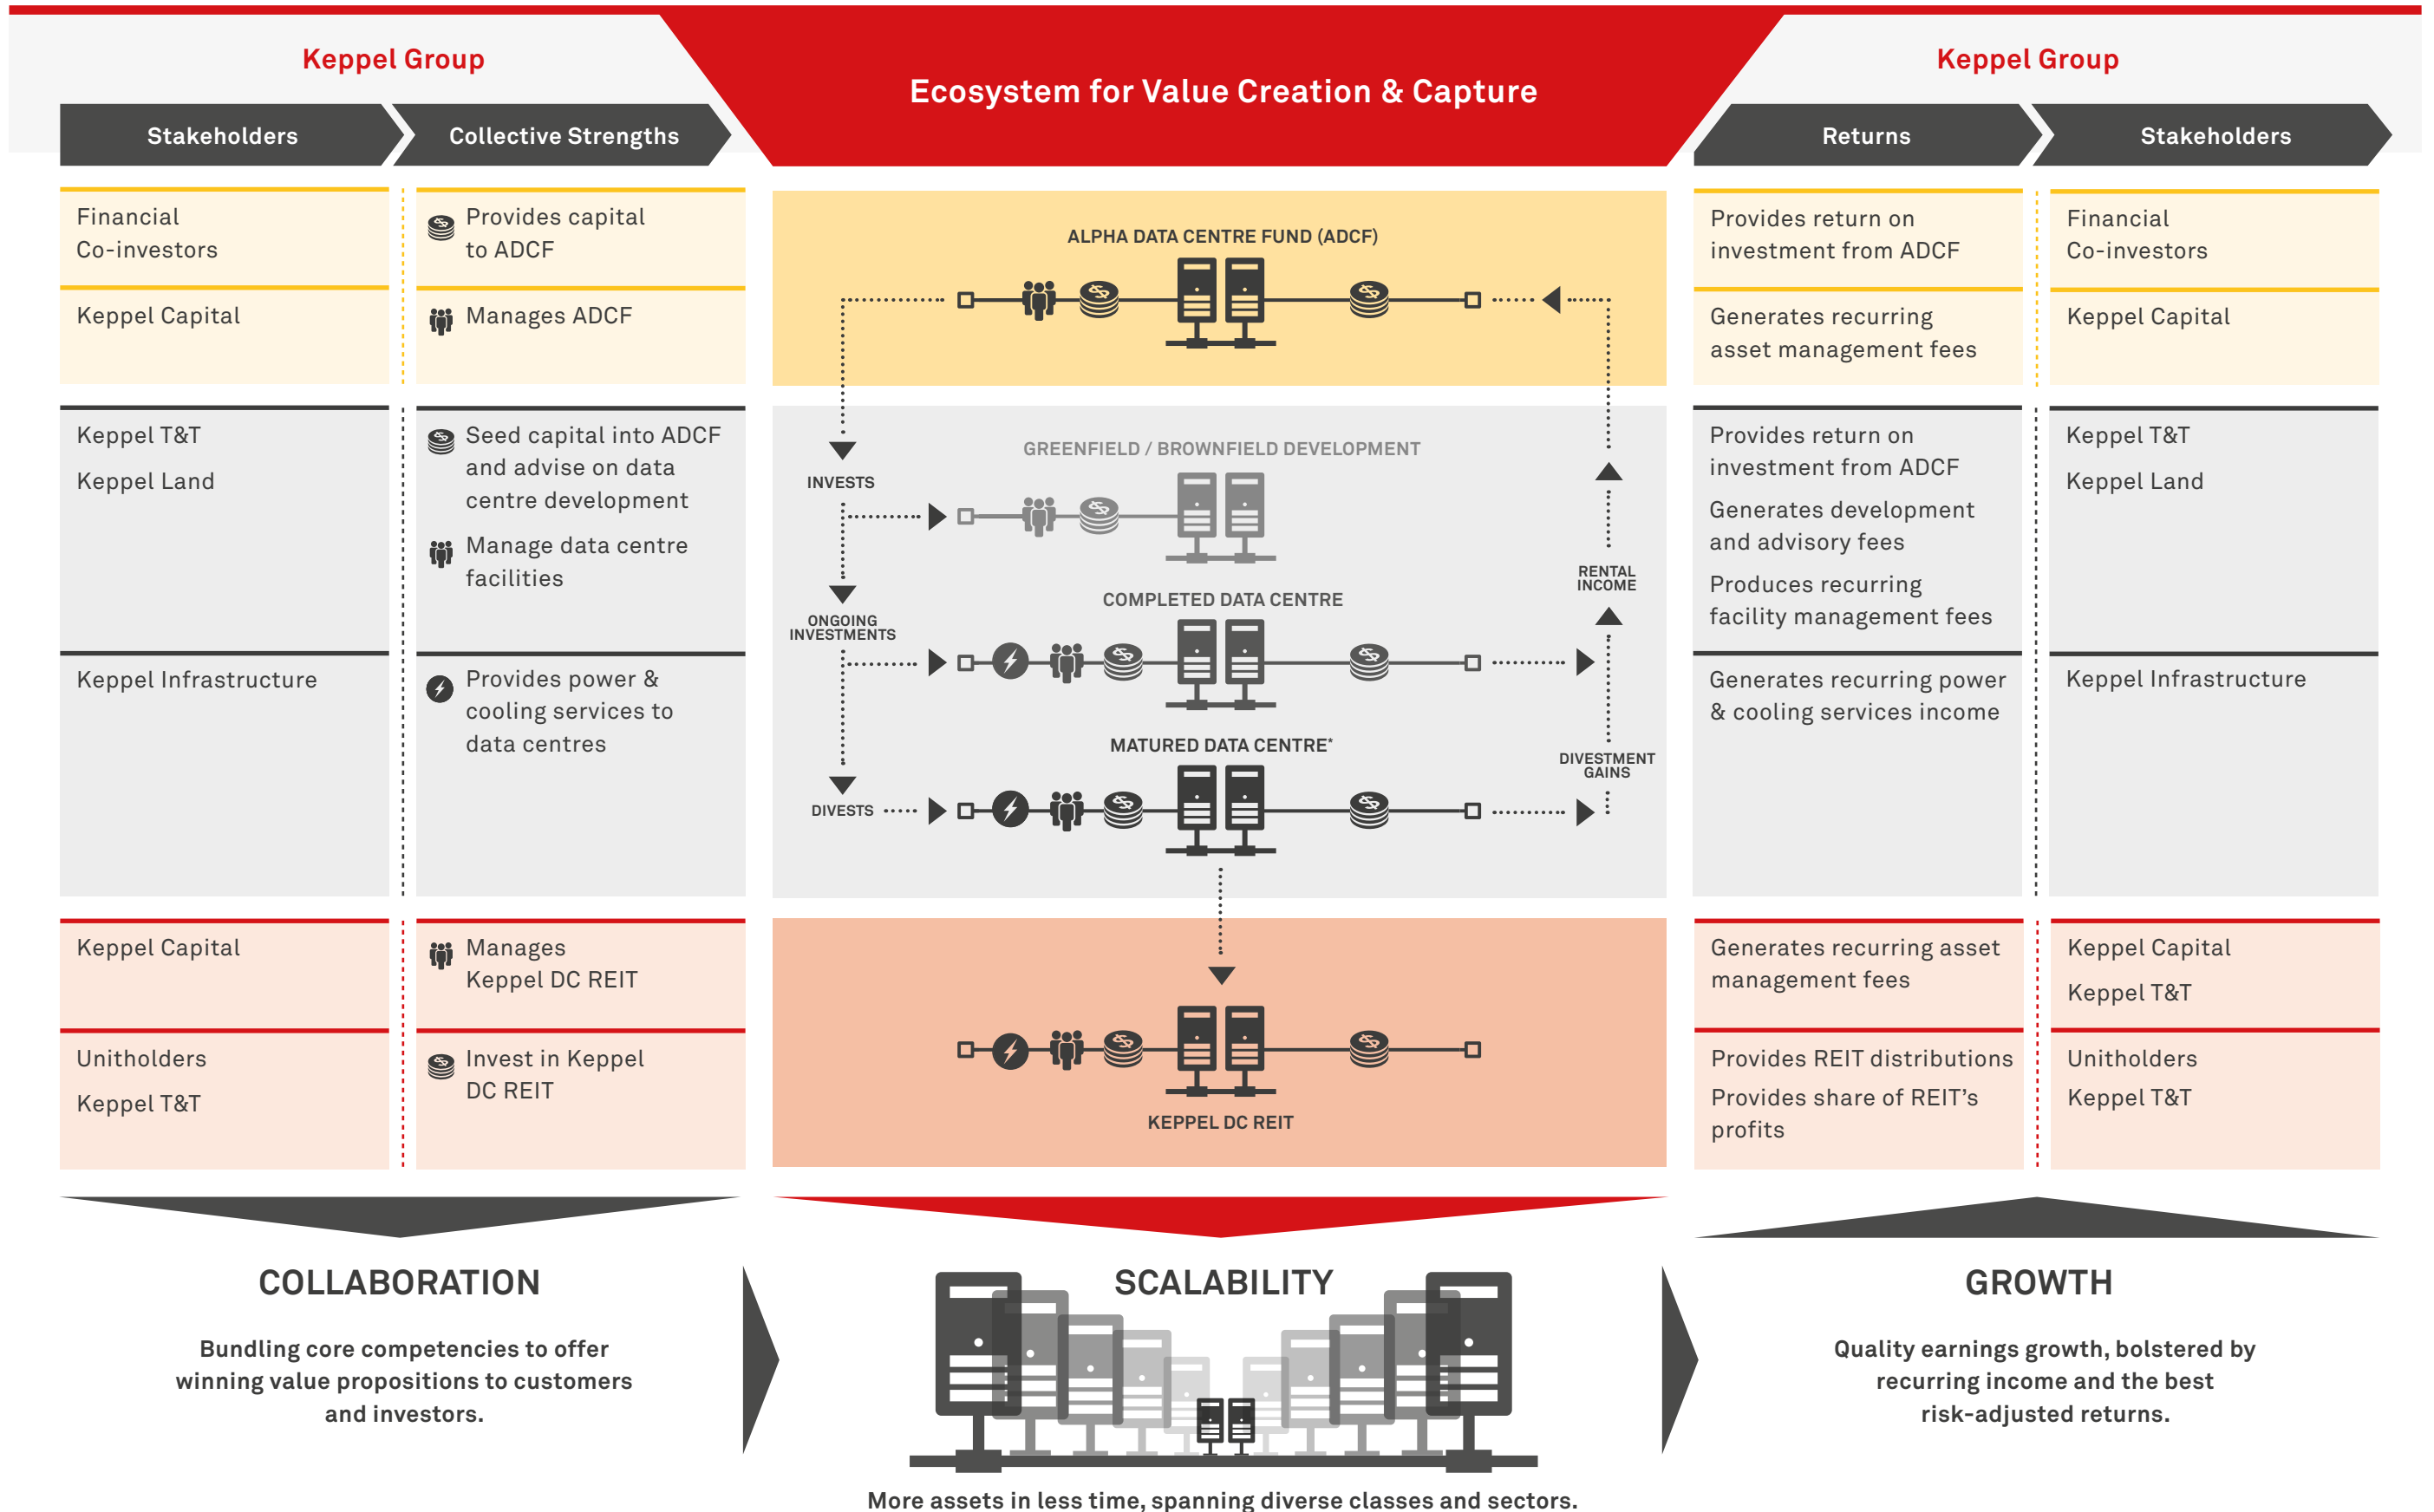 Keppel Group
Ecosystem for Value Creation & Capture
Keppel Group
Stakeholders
Collective Strengths
Returns
Stakeholders
Financial
Co-investors
Provides capital
to ADCF
Keppel Capital
Manages ADCF
Keppel T&T
Keppel Land
Seed capital into ADCF
and advise on data
centre development
Manage data centre
facilities
Keppel Infrastructure
Provides power &
cooling services to
data centres
Keppel Capital
Manages
Keppel DC REIT
Unitholders
Keppel T&T
Invest in Keppel
DC REIT
ALPHA DATA CENTRE FUND (ADCF)
GREENFIELD / BROWNFIELD DEVELOPMENT
INVESTS
COMPLETED DATA CENTRE
ONGOING
INVESTMENTS
RENTAL
INCOME
MATURED DATA CENTRE*
DIVESTS
DIVESTMENT
GAINS
KEPPEL DC REIT
Provides return on
investment from ADCF
Financial
Co-investors
Generates recurring
asset management fees
Keppel Capital
Provides return on
investment from ADCF
Generates development
and advisory fees
Produces recurring
facility management fees
Keppel T&T
Keppel Land
Generates recurring power
& cooling services income
Keppel Infrastructure
Generates recurring asset
management fees
Keppel Capital
Keppel T&T
Provides REIT distributions
Provides share of REIT’s
profits
Unitholders
Keppel T&T
COLLABORATION
Bundling core competencies to offer
winning value propositions to customers
and investors.
SCALABILITY
More assets in less time, spanning diverse classes and sectors.
GROWTH
Quality earnings growth, bolstered by
recurring income and the best
risk-adjusted returns.